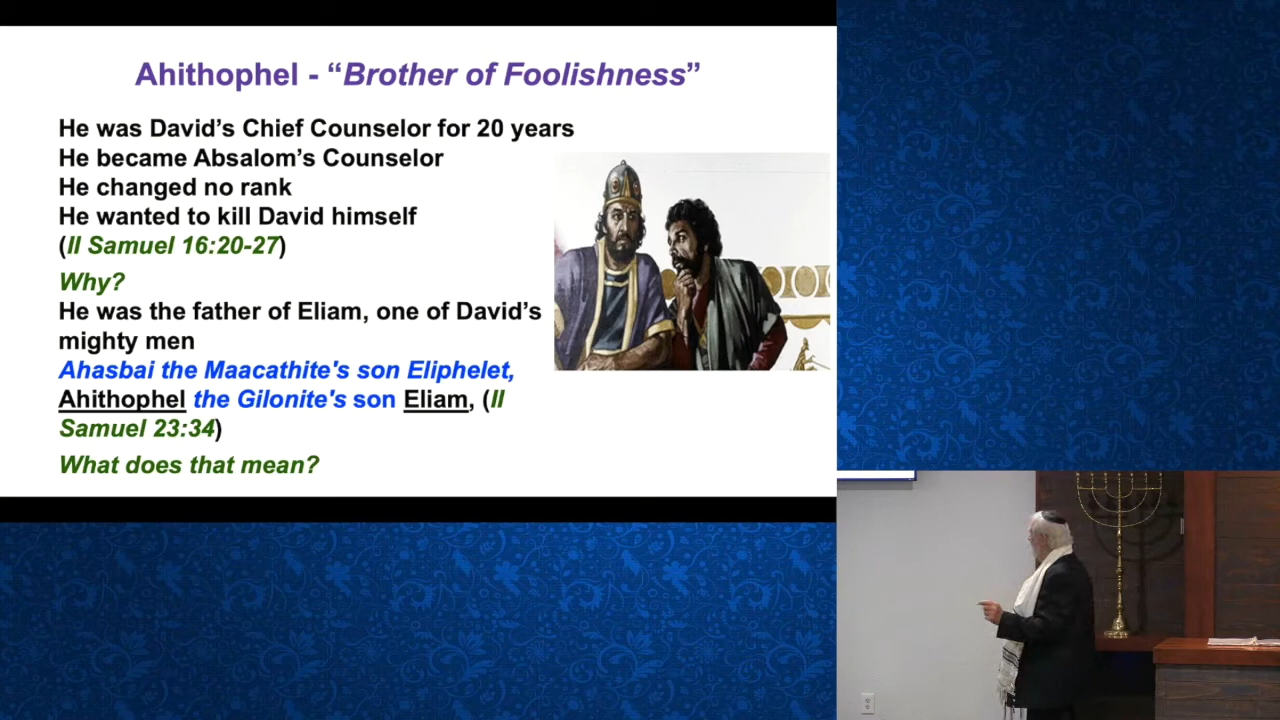 Ahithophel - “Brother of Foolishness”
He was David’s Chief Counselor for 20 years
He became Absalom’s Counselor
He changed no rank
He wanted to kill David himself
(II Samuel 16:20-27)
Why?
He was the father of Eliam, one of David’s
mighty men
Ahasbai the Maacathite's son Eliphelet,
Ahithophel the Gilonite's son Eliam, (II
Samuel 23:34)
What does that mean?